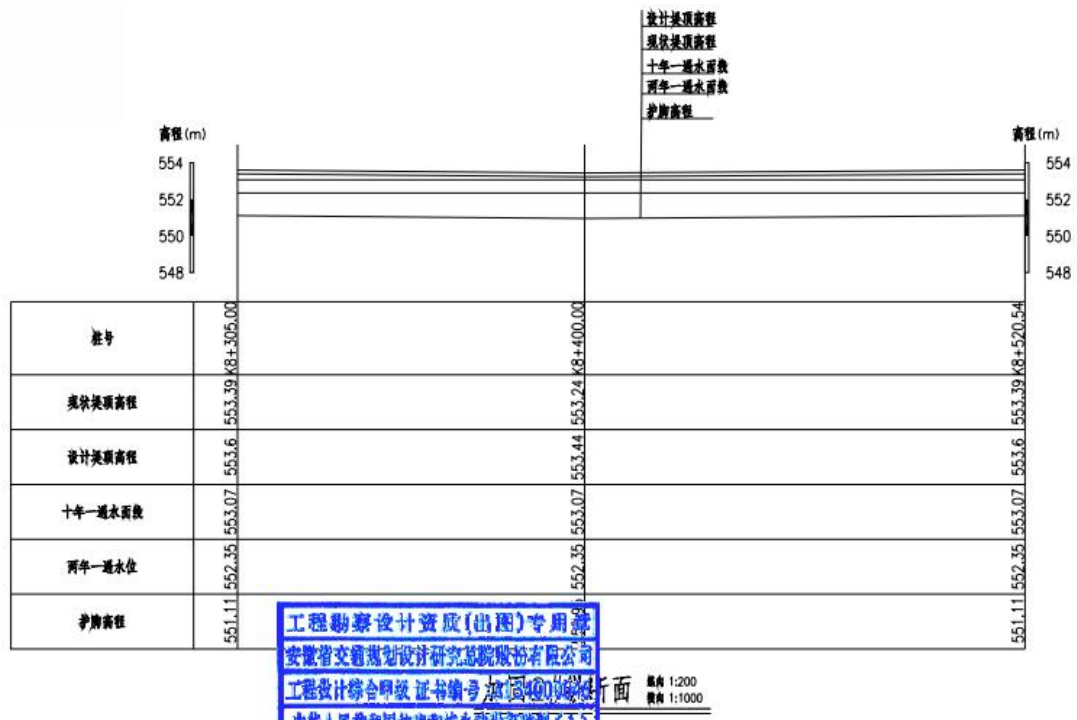 设计堤顶高程
现状堤顶高程
十年一遇水面线
两年一遇水面线
护脚高程
高程(m)
高程(m)
554
554
552
552
550
550
548
548
桩号
K8+305.00
K8+400.00
K8+520.54
现状堤顶高程
553.39
553.24
553.39
设计堤顶高程
553.6
553.44
553.6
十年一遇水面线
553.07
553.07
553.07
两年一遇水位
552.35
552.35
552.35
护脚高程
551.11
551.11
工程勘察设计资质(出图)专用章
安徽省交通规划设计研究总院股份有限公司
工程设计综合甲级 证书编号
断面
纵向 1:200
横向 1:1000